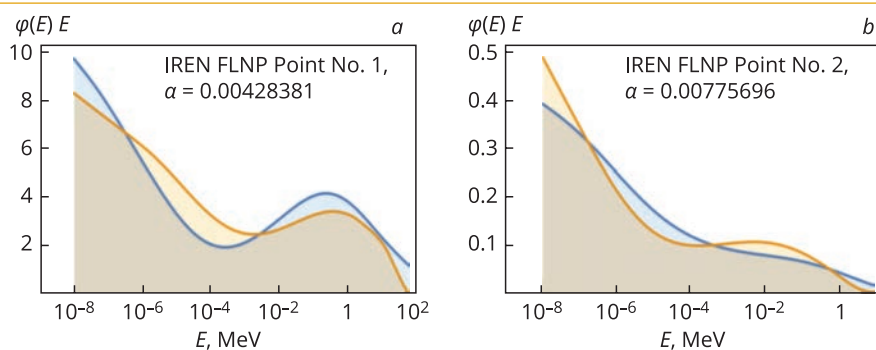 φ(E) E
a
10
IREN FLNP Point No. 1,
α = 0.00428381
8
6
4
2
10⁻⁸ 10⁻⁶ 10⁻⁴ 10⁻² 1 10²
E, MeV
φ(E) E
b
0.5
IREN FLNP Point No. 2,
α = 0.00775696
0.4
0.3
0.2
0.1
10⁻⁸ 10⁻⁶ 10⁻⁴ 10⁻² 1
E, MeV